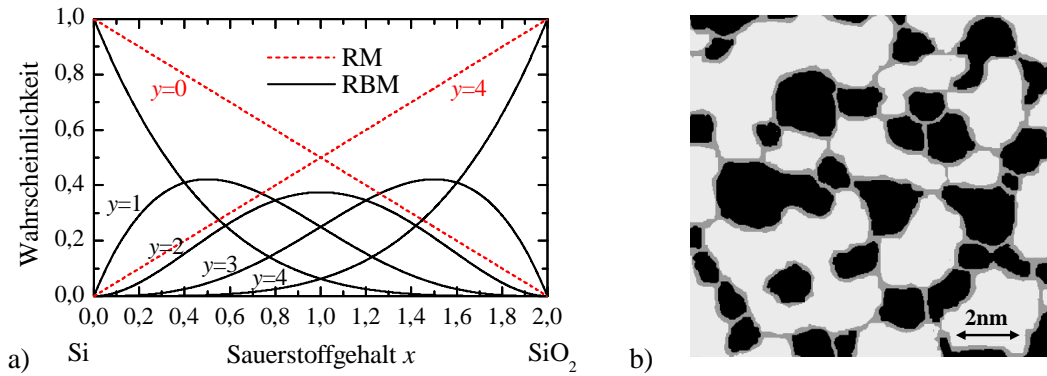 1,0
0,8
0,6
0,4
0,2
0,0
Wahrscheinlichkeit
RM
RBM
y=0
y=4
y=1
y=2
y=3
y=4
0,0 0,2 0,4 0,6 0,8 1,0 1,2 1,4 1,6 1,8 2,0
a) Si Sauerstoffgehalt x SiO₂
b)
2nm